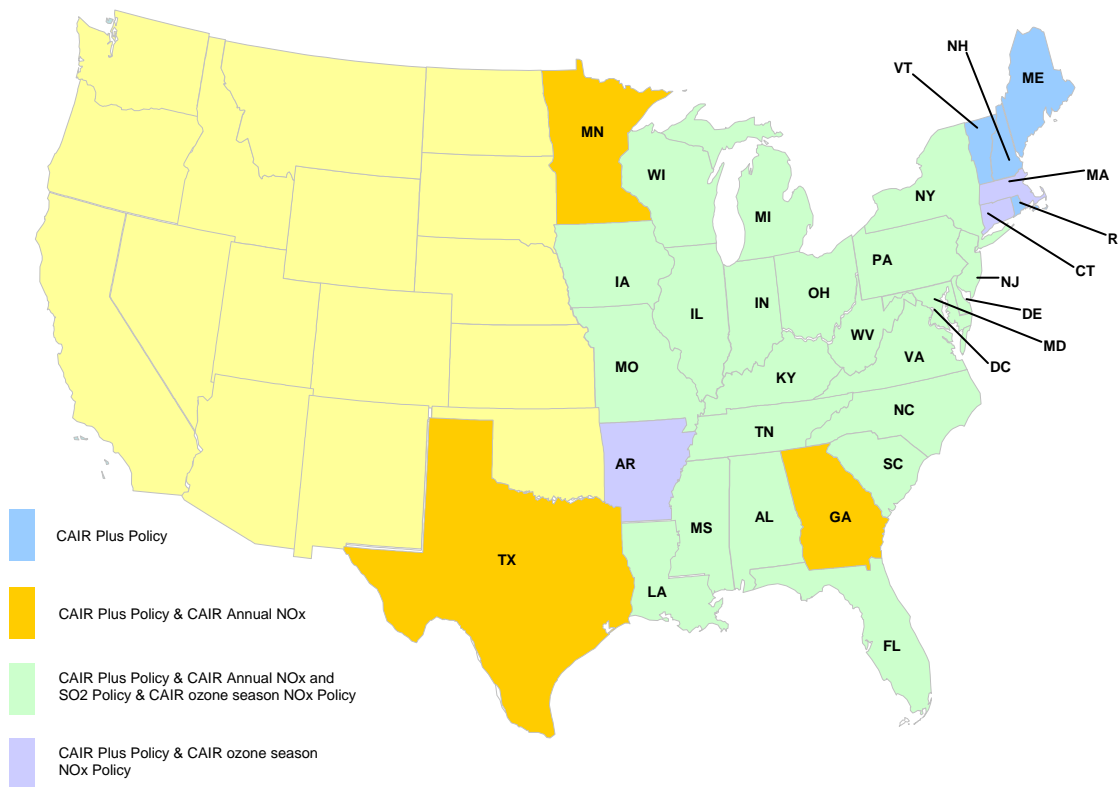 NH
VT
ME
MN
WI
MA
NY
MI
R
CT
PA
NJ
IA
OH
IN
IL
DE
WV
MD
VA
DC
MO
KY
NC
TN
AR
SC
MS
AL
GA
CAIR Plus Policy
TX
LA
CAIR Plus Policy & CAIR Annual NOx
FL
CAIR Plus Policy & CAIR Annual NOx and
SO2 Policy & CAIR ozone season NOx Policy
CAIR Plus Policy & CAIR ozone season
NOx Policy